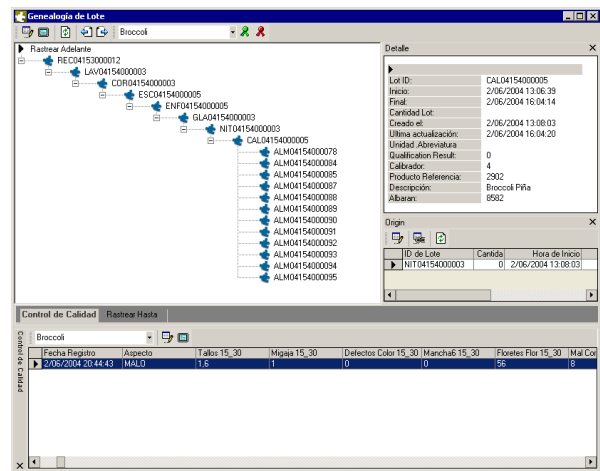 Genealogía de Lote
Broccoli
Rastrear Adelante
REC04153000012
LAV04154000003
COR04154000003
ESC04154000005
ENF04154000005
GLA04154000003
NIT04154000003
CAL04154000005
ALM04154000078
ALM04154000084
ALM04154000085
ALM04154000087
ALM04154000088
ALM04154000089
ALM04154000090
ALM04154000091
ALM04154000092
ALM04154000093
ALM04154000094
ALM04154000095
Detalle
Lot ID: CAL04154000005
Inicio: 2/06/2004 13:06:39
Final: 2/06/2004 16:04:14
Cantidad Lot:
Creado el: 2/06/2004 13:08:03
Ultima actualización: 2/06/2004 16:04:20
Unidad .Abreviatura
Qualification Result: 0
Calibrador: 4
Producto Referencia: 2902
Descripción: Broccoli Piña
Albaran: 8582
Origin
ID de Lote Cantida Hora de Inicio
NIT04154000003 0 2/06/2004 13:08:03
Control de Calidad Rastrear Hasta
Control de Calidad
Broccoli
Fecha Registro Aspecto Tallos 15_30 Migaja 15_30 Defectos Color 15_30 Mancha6 15_30 Floretes Flor 15_30 Mal Cor
2/06/2004 20:44:43 MALO 1,6 1 0 0 56 8